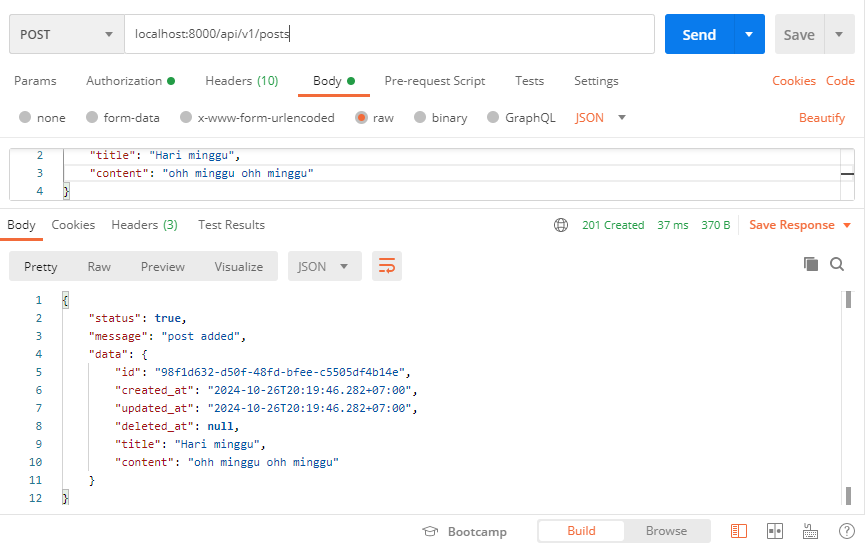 POST localhost:8000/api/v1/posts Send Save
Params Authorization Headers (10) Body Pre-request Script Tests Settings Cookies Code
none form-data x-www-form-urlencoded raw binary GraphQL JSON Beautify
2 "title": "Hari minggu",
3 "content": "ohh minggu ohh minggu"
4 }
Body Cookies Headers (3) Test Results 201 Created 37 ms 370 B Save Response
Pretty Raw Preview Visualize JSON
1 {
2 "status": true,
3 "message": "post added",
4 "data": {
5 "id": "98f1d632-d50f-48fd-bfee-c5505df4b14e",
6 "created_at": "2024-10-26T20:19:46.282+07:00",
7 "updated_at": "2024-10-26T20:19:46.282+07:00",
8 "deleted_at": null,
9 "title": "Hari minggu",
10 "content": "ohh minggu ohh minggu"
11 }
12 }
Bootcamp Build Browse